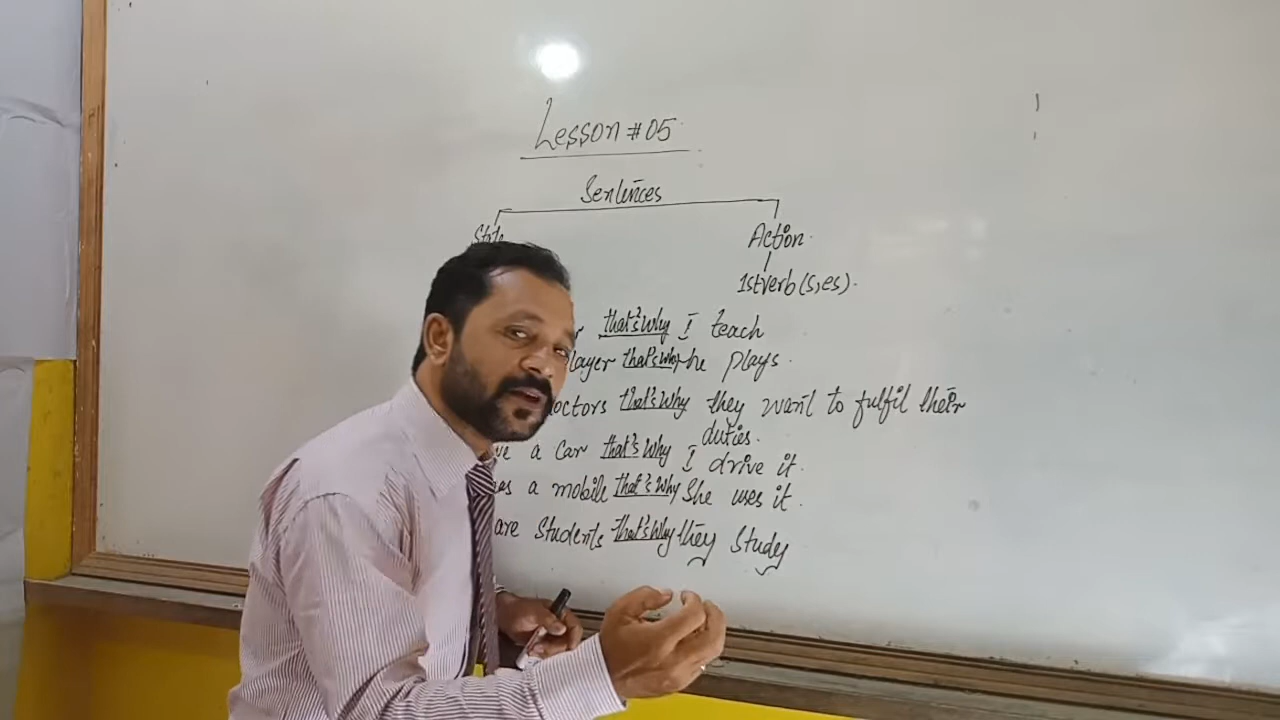 Lesson #05
Sentences
State
Action
1stverb (s,es).
that's why I teach
that's why he plays.
that's why they want to fulfil their
duties.
a car that's why I drive it.
a mobile that's why She uses it.
are students that's why they study